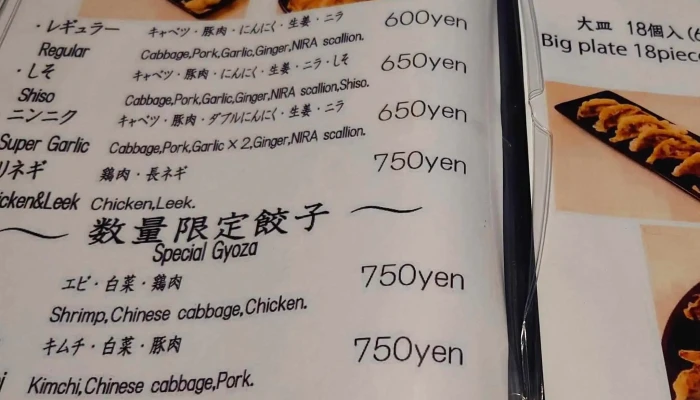 ・レギュラー キャベツ・豚肉・にんにく・生姜・ニラ 600yen
Regular Cabbage,Pork,Garlic,Ginger,NIRA scallion.
・しそ キャベツ・豚肉・にんにく・生姜・ニラ・しそ 650yen
Shiso Cabbage,Pork,Garlic,Ginger,NIRA scallion,Shiso.
ニンニク キャベツ・豚肉・ダブルにんにく・生姜・ニラ 650yen
Super Garlic Cabbage,Pork,Garlic×2,Ginger,NIRA scallion.
リネギ 鶏肉・長ネギ 750yen
icken&Leek Chicken,Leek.
〜 数量限定餃子 〜
Special Gyoza
エビ・白菜・鶏肉 750yen
Shrimp,Chinese cabbage,Chicken.
キムチ・白菜・豚肉 750yen
Kimchi,Chinese cabbage,Pork.
大皿 18個入(6
Big plate 18piece